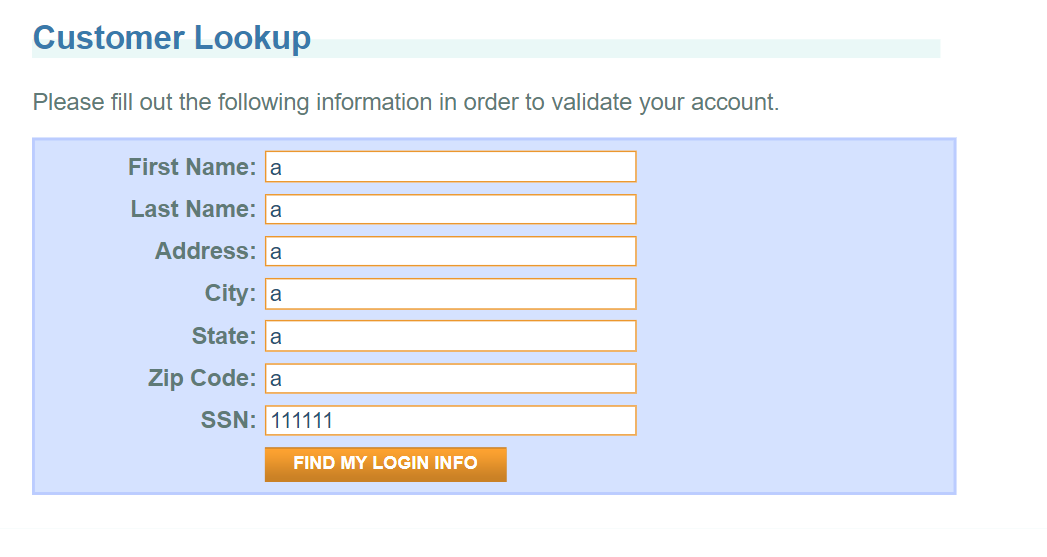 Customer Lookup
Please fill out the following information in order to validate your account.
First Name: a
Last Name: a
Address: a
City: a
State: a
Zip Code: a
SSN: 111111
FIND MY LOGIN INFO